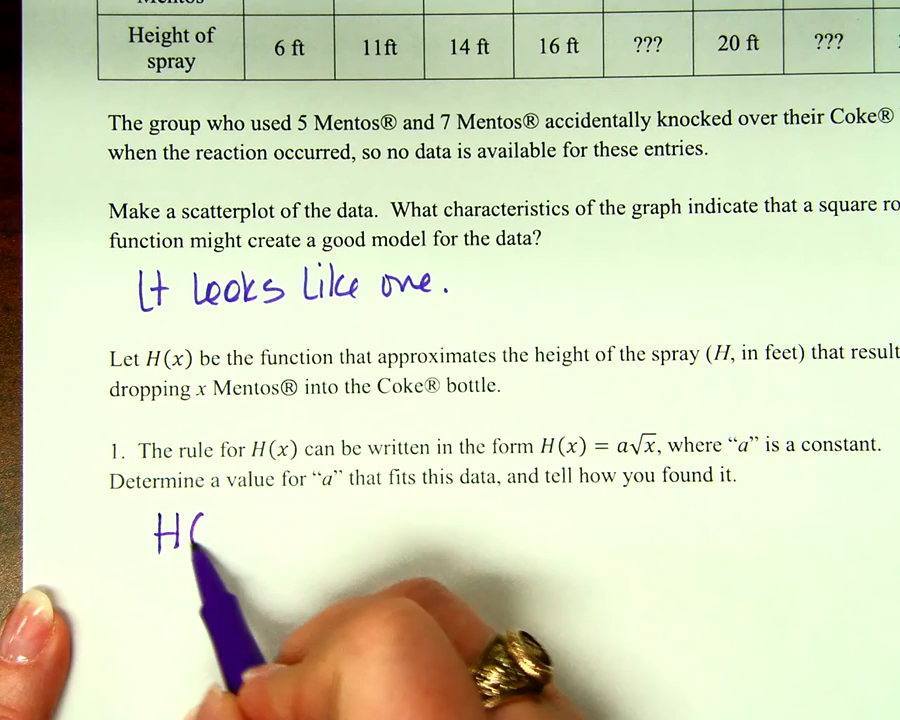 Mentos
Height of spray 6 ft 11ft 14 ft 16 ft ??? 20 ft ???
The group who used 5 Mentos® and 7 Mentos® accidentally knocked over their Coke®
when the reaction occurred, so no data is available for these entries.
Make a scatterplot of the data. What characteristics of the graph indicate that a square ro
function might create a good model for the data?
It looks like one.
Let H(x) be the function that approximates the height of the spray (H, in feet) that result
dropping x Mentos® into the Coke® bottle.
1. The rule for H(x) can be written in the form H(x) = a√x, where “a” is a constant.
Determine a value for “a” that fits this data, and tell how you found it.
H(